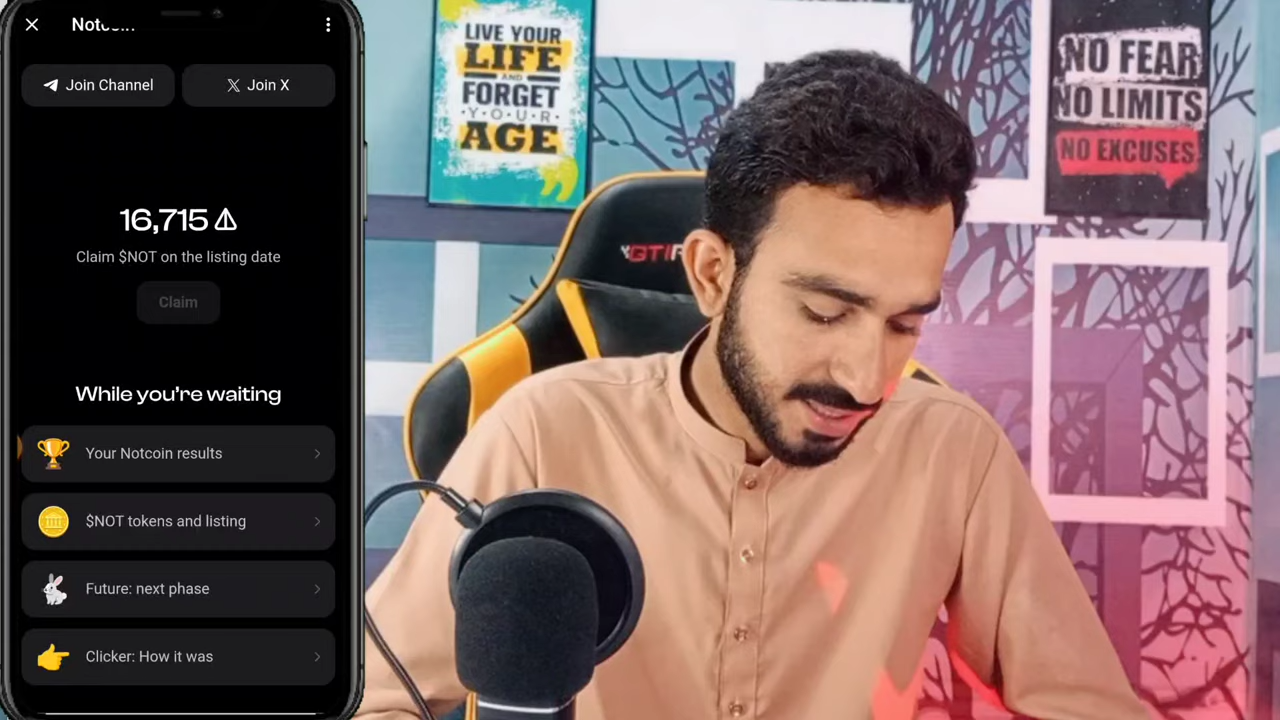 Join Channel
Join X
16,715
Claim $NOT on the listing date
Claim
While you're waiting
Your Notcoin results
$NOT tokens and listing
Future: next phase
Clicker: How it was
LIVE YOUR
LIFE
AND
FORGET
YOUR
AGE
NO FEAR
NO LIMITS
NO EXCUSES